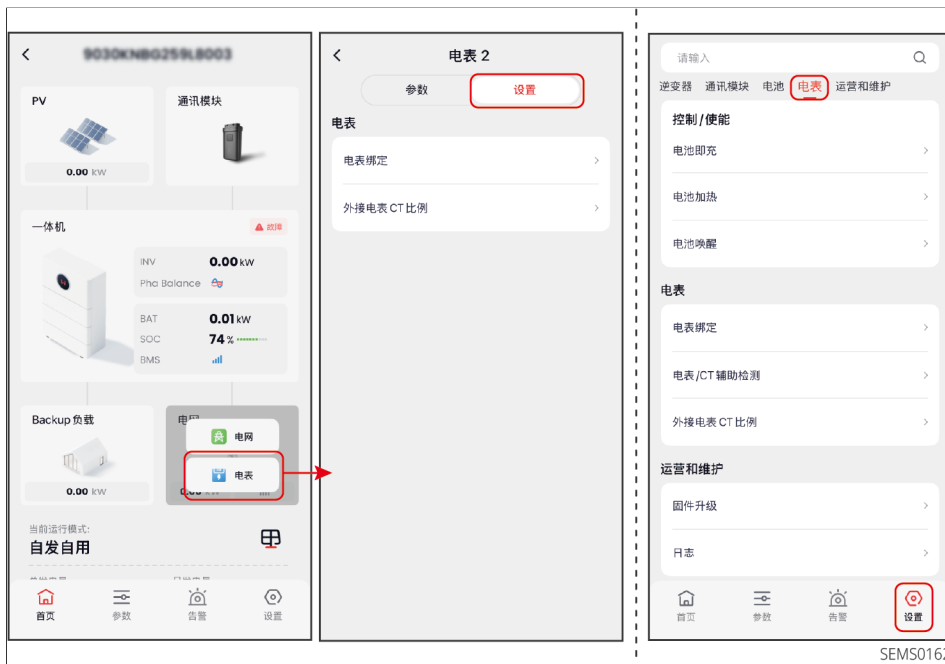 PV
通讯模块
0.00 kW
一体机
故障
INV 0.00 kW
Pha Balance
BAT 0.01 kW
SOC 74 %
BMS
Backup 负载
0.00 kW
电网
电表
当前运行模式:
自发自用
首页 参数 告警 设置
电表 2
参数 设置
电表
电表绑定
外接电表 CT 比例
请输入
逆变器 通讯模块 电池 电表 运营和维护
控制/使能
电池即充
电池加热
电池唤醒
电表
电表绑定
电表/CT 辅助检测
外接电表 CT 比例
运营和维护
固件升级
日志
首页 参数 告警 设置